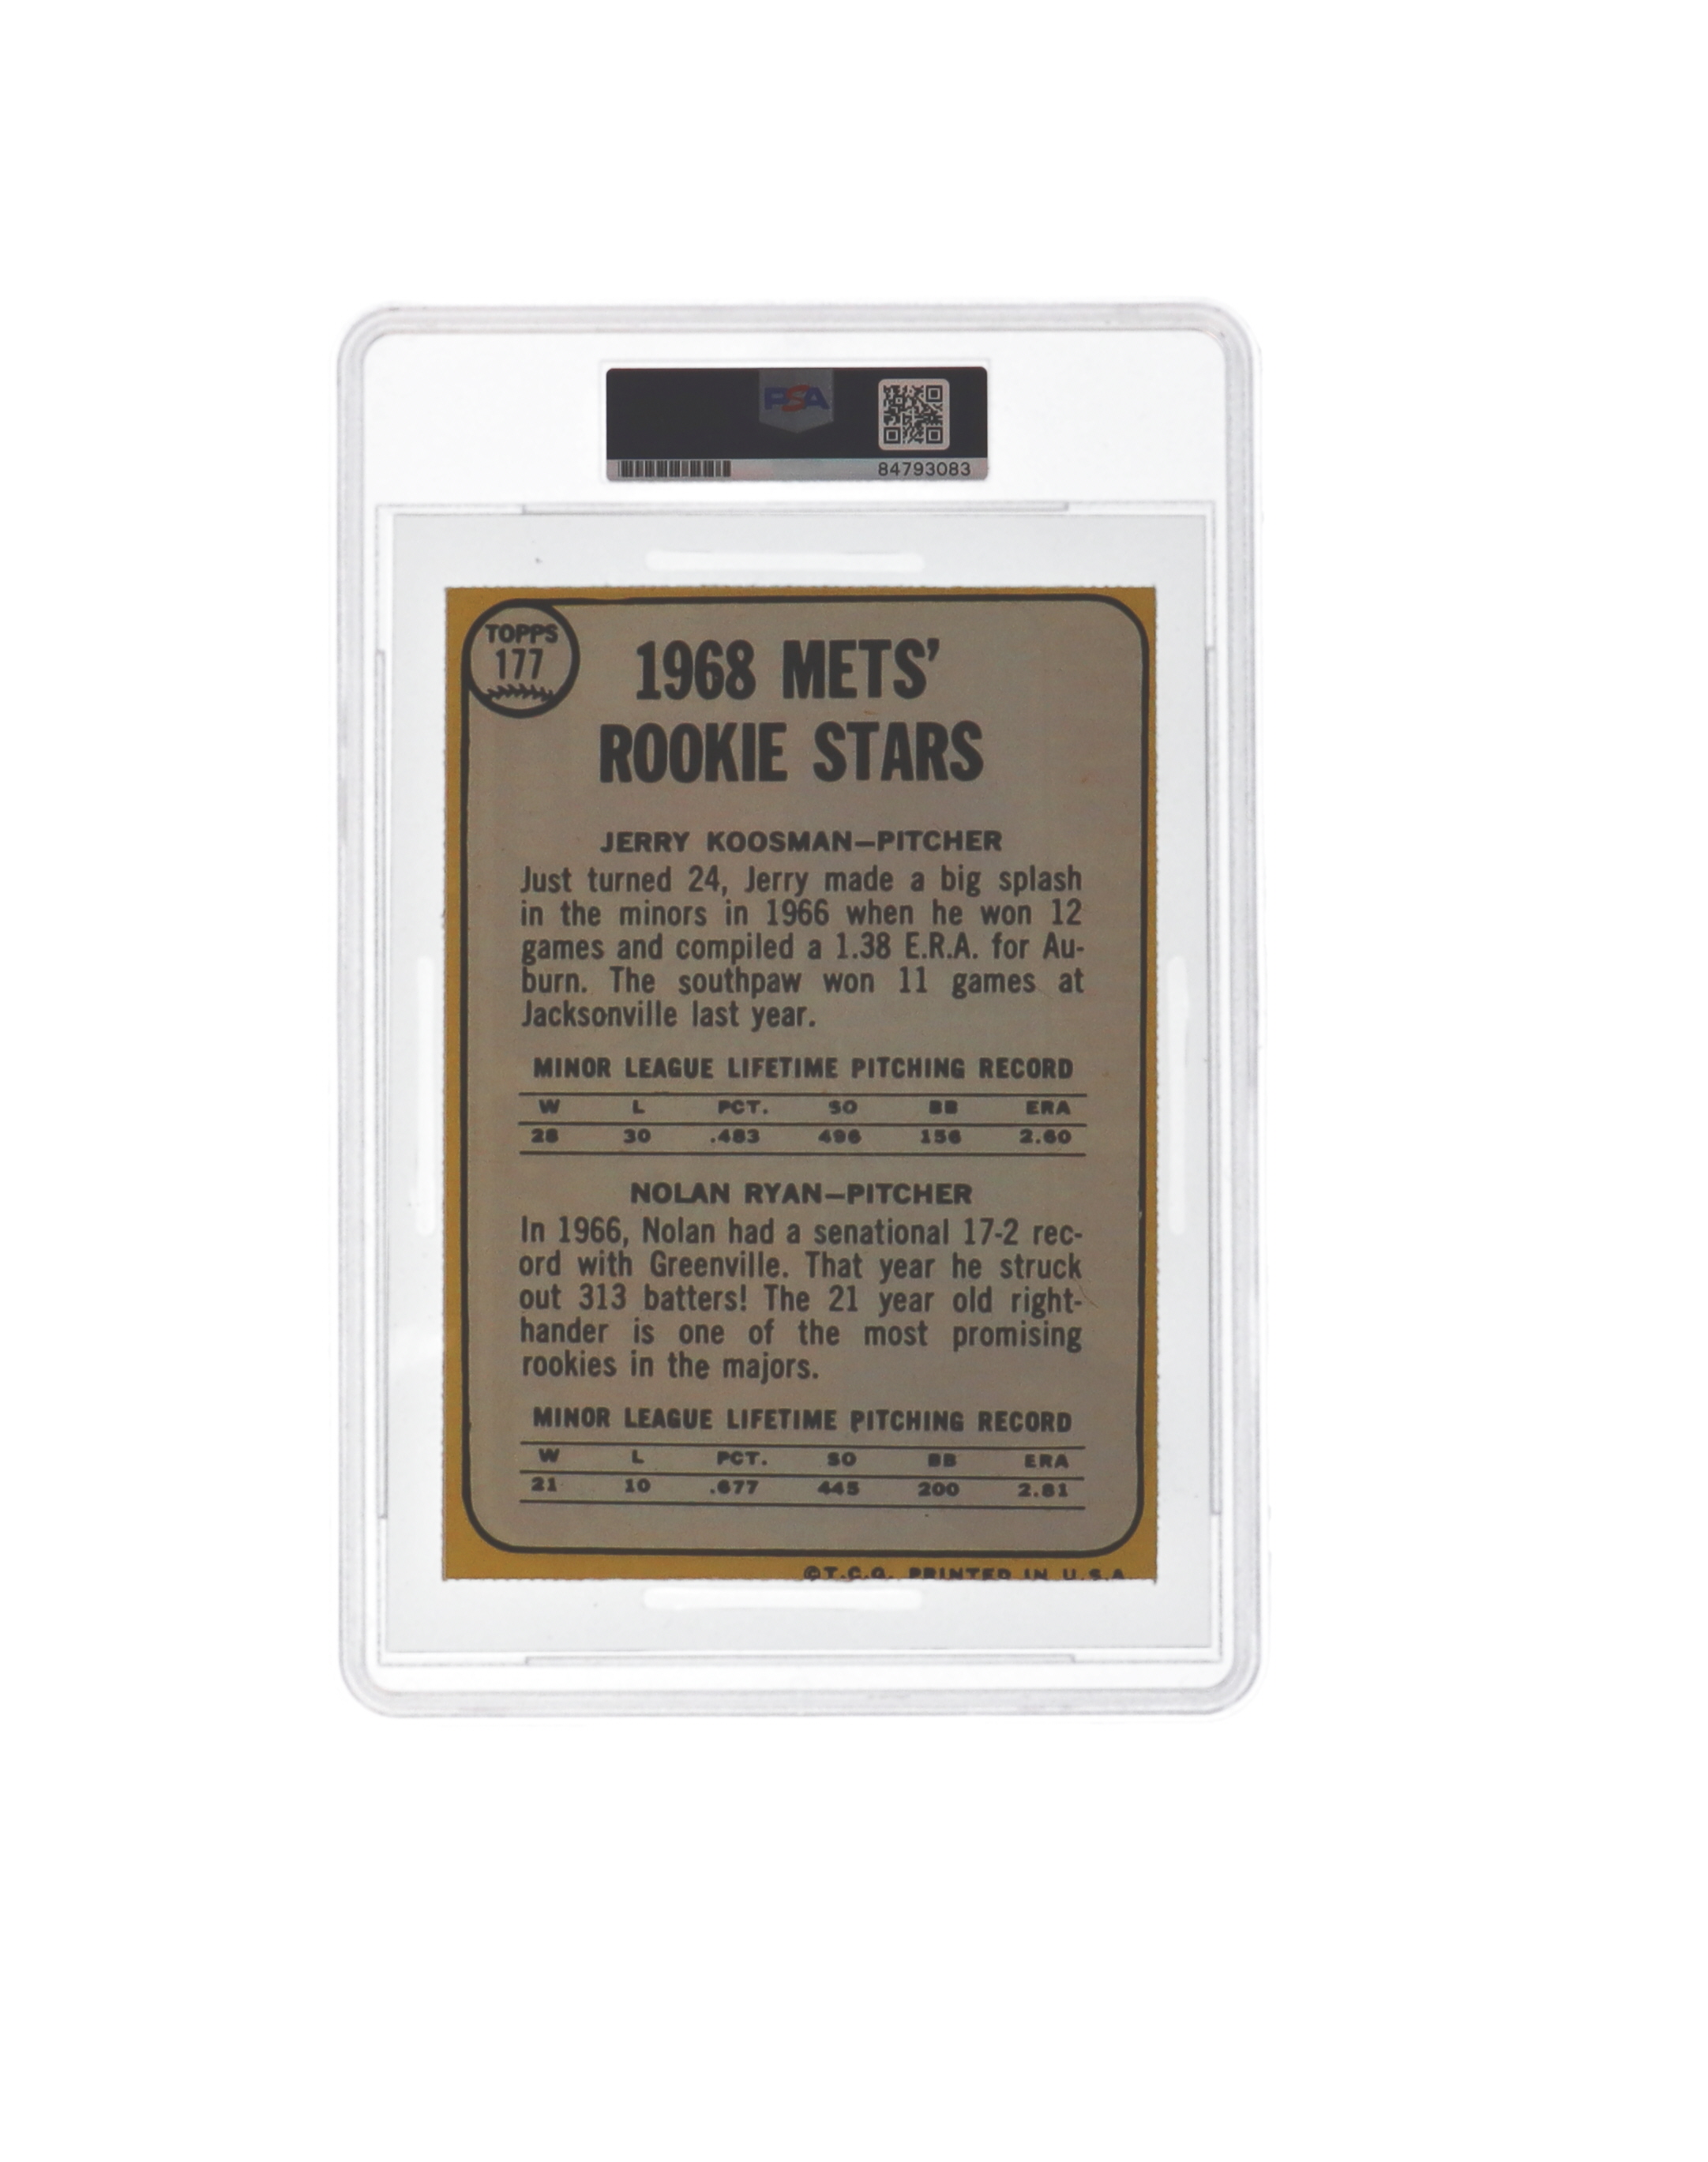 PSA
84793083
TOPPS
177
1968 METS’
ROOKIE STARS
JERRY KOOSMAN—PITCHER
Just turned 24, Jerry made a big splash
in the minors in 1966 when he won 12
games and compiled a 1.38 E.R.A. for Au-
burn. The southpaw won 11 games at
Jacksonville last year.
MINOR LEAGUE LIFETIME PITCHING RECORD
W L PCT. SO BB ERA
28 30 .483 496 156 2.60
NOLAN RYAN—PITCHER
In 1966, Nolan had a senational 17-2 rec-
ord with Greenville. That year he struck
out 313 batters! The 21 year old right-
hander is one of the most promising
rookies in the majors.
MINOR LEAGUE LIFETIME PITCHING RECORD
W L PCT. SO BB ERA
21 10 .677 445 200 2.81
©T.C.G. PRINTED IN U.S.A